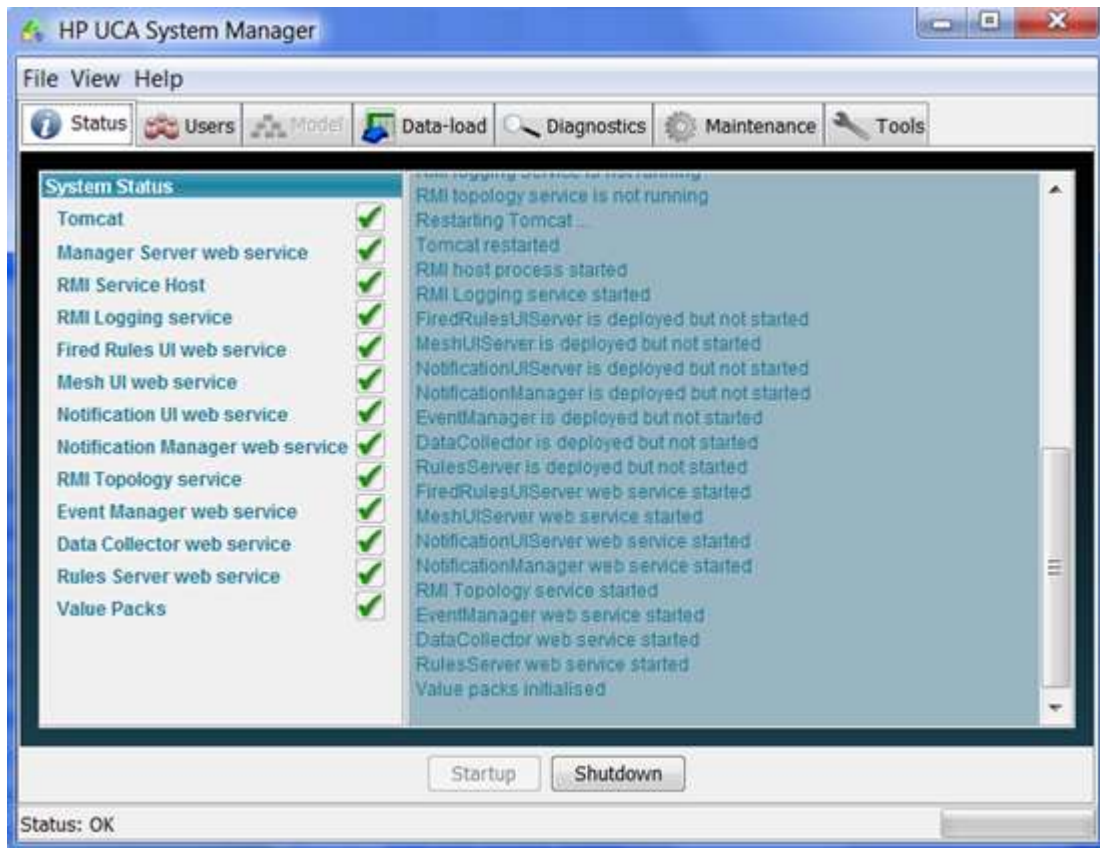 HP UCA System Manager
File View Help
Status Users Model Data-load Diagnostics Maintenance Tools
System Status
Tomcat
Manager Server web service
RMI Service Host
RMI Logging service
Fired Rules UI web service
Mesh UI web service
Notification UI web service
Notification Manager web service
RMI Topology service
Event Manager web service
Data Collector web service
Rules Server web service
Value Packs
RMI logging service is not running
RMI topology service is not running
Restarting Tomcat ...
Tomcat restarted
RMI host process started
RMI Logging service started
FiredRulesUIServer is deployed but not started
MeshUIServer is deployed but not started
NotificationUIServer is deployed but not started
NotificationManager is deployed but not started
EventManager is deployed but not started
DataCollector is deployed but not started
RulesServer is deployed but not started
FiredRulesUIServer web service started
MeshUIServer web service started
NotificationUIServer web service started
NotificationManager web service started
RMI Topology service started
EventManager web service started
DataCollector web service started
RulesServer web service started
Value packs initialised
Startup Shutdown
Status: OK